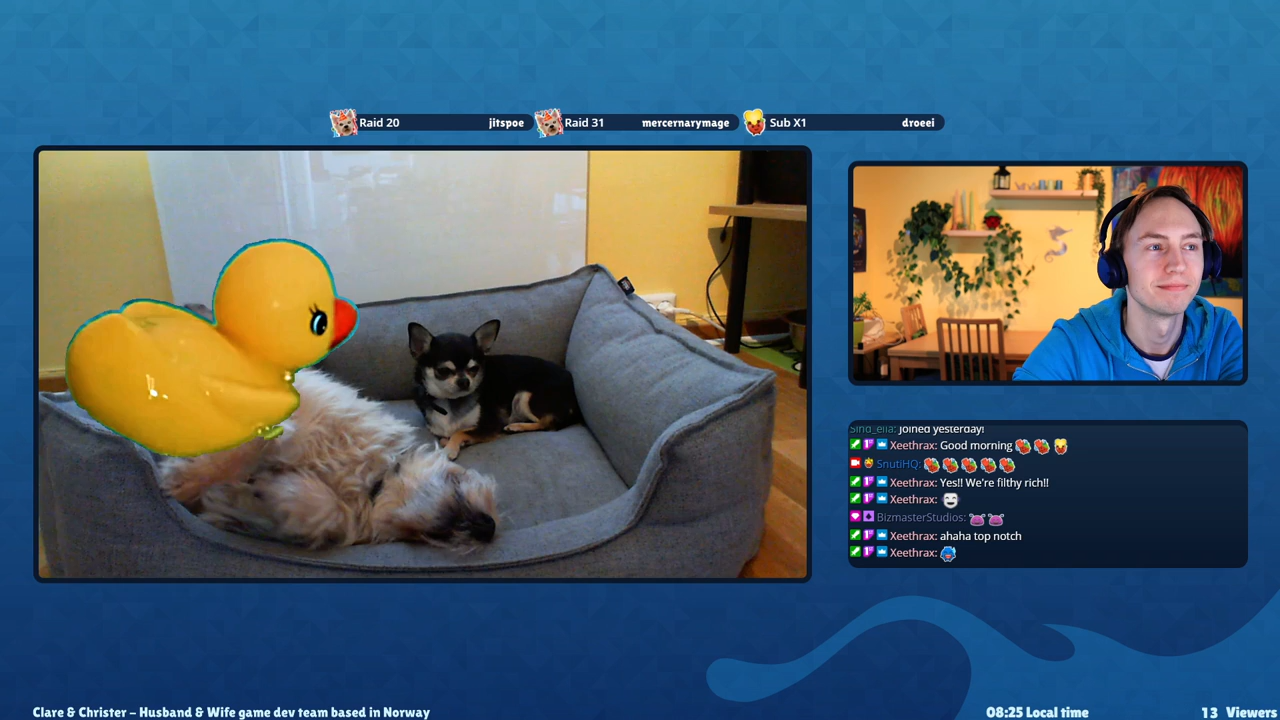 Raid 20 jitspoe Raid 31 mercernarymage Sub X1 droeei
Sind_ella: Joined yesterday!
Xeethrax: Good morning
SnutiHQ:
Xeethrax: Yes!! We're filthy rich!!
Xeethrax:
BizmasterStudios:
Xeethrax: ahaha top notch
Xeethrax:
Clare & Christer – Husband & Wife game dev team based in Norway 08:25 Local time 13 Viewers